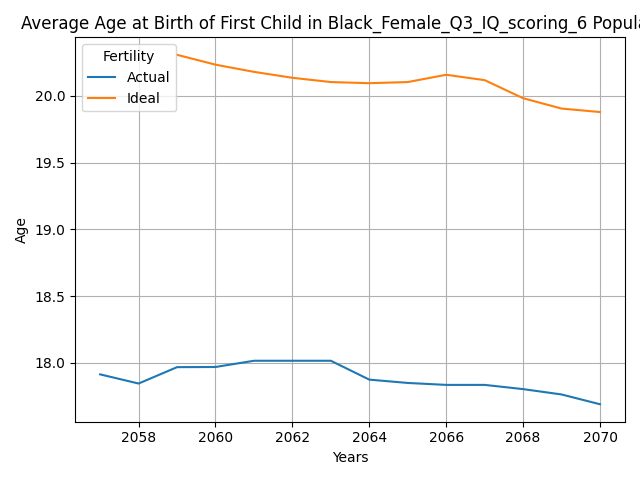 Average Age at Birth of First Child in Black_Female_Q3_IQ_scoring_6 Popula
Fertility
Actual
Ideal
20.0
19.5
19.0
18.5
18.0
Age
2058 2060 2062 2064 2066 2068 2070
Years